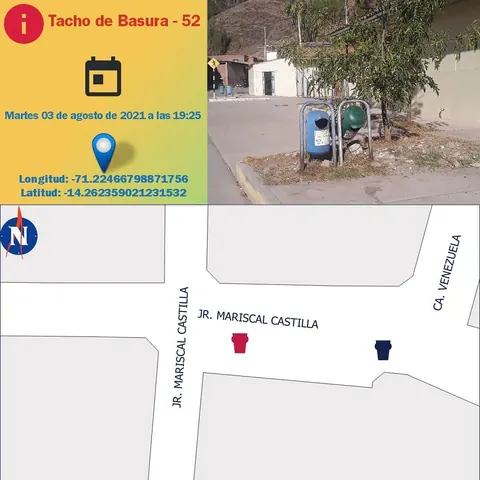 i
Tacho de Basura - 52
Martes 03 de agosto de 2021 a las 19:25
Longitud: -71.22466798871756
Latitud: -14.262359021231532
N
JR. MARISCAL CASTILLA
JR. MARISCAL CASTILLA
CA. VENEZUELA